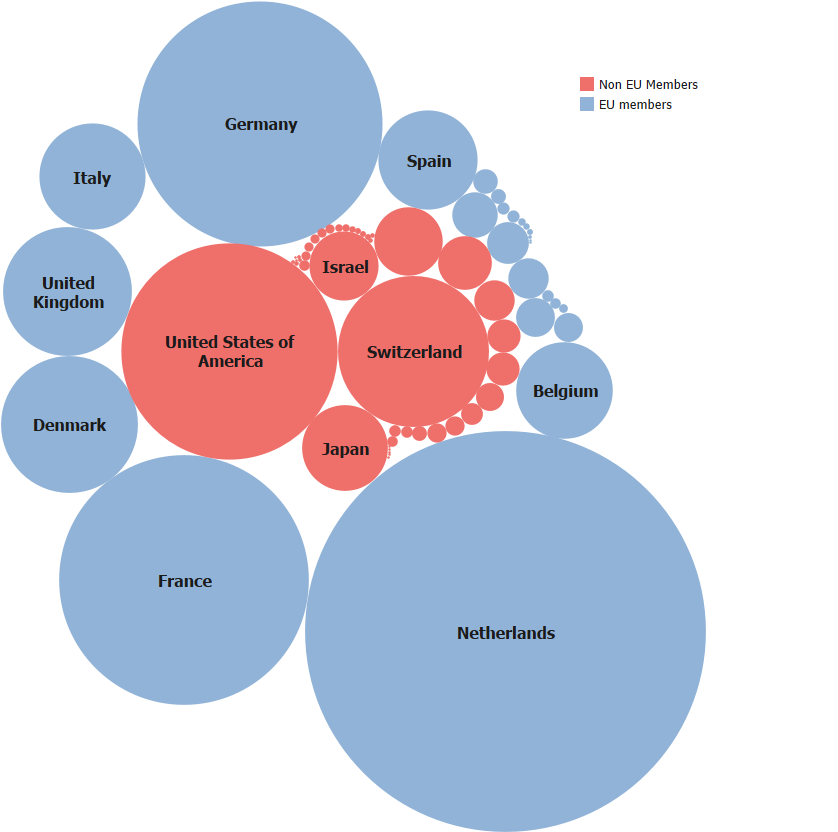 Non EU Members
EU members
Germany
Spain
Italy
United
Kingdom
Israel
United States of
America
Switzerland
Belgium
Denmark
Japan
France
Netherlands